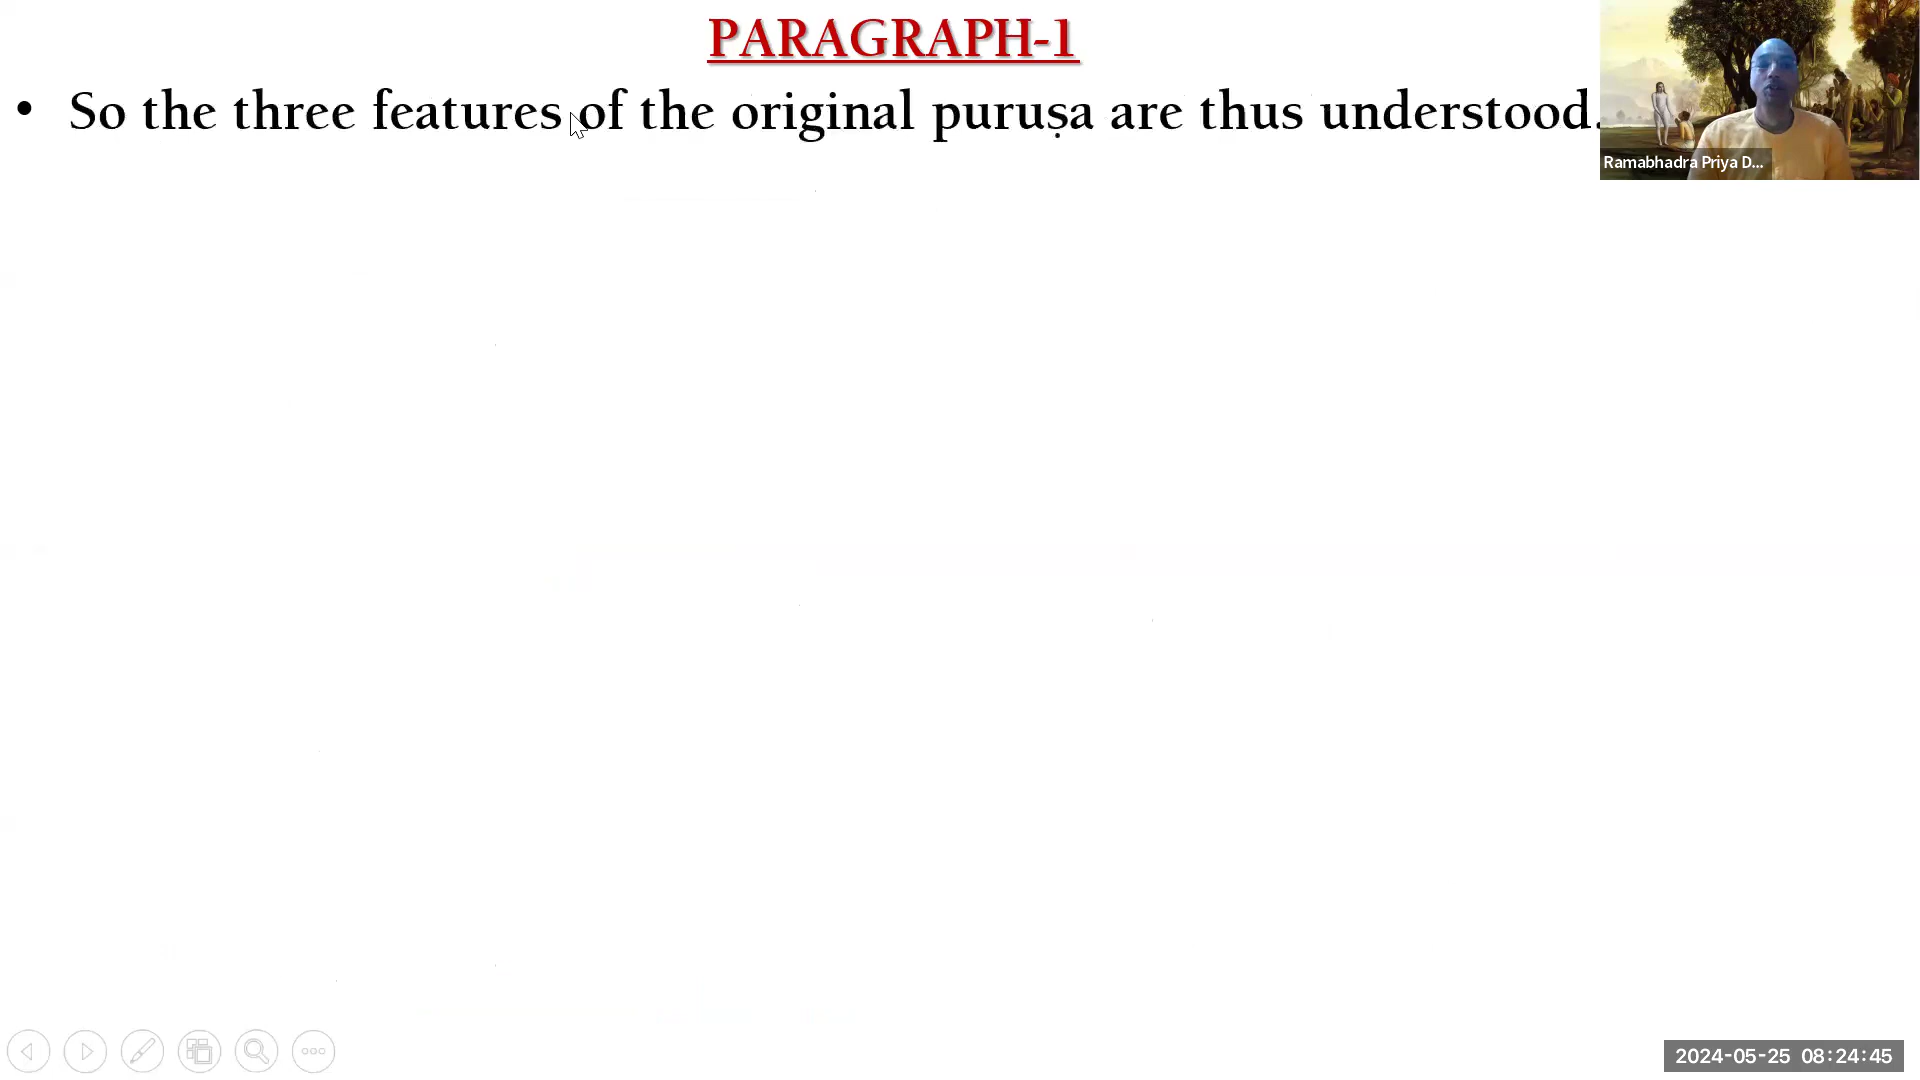 PARAGRAPH-1
• So the three features of the original puruṣa are thus understood.
Ramabhadra Priya D...
2024-05-25 08:24:45